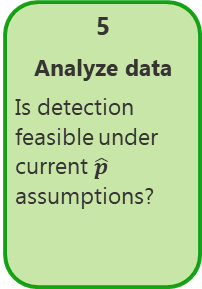 5
Analyze data
Is detection
feasible under
current p̂
assumptions?